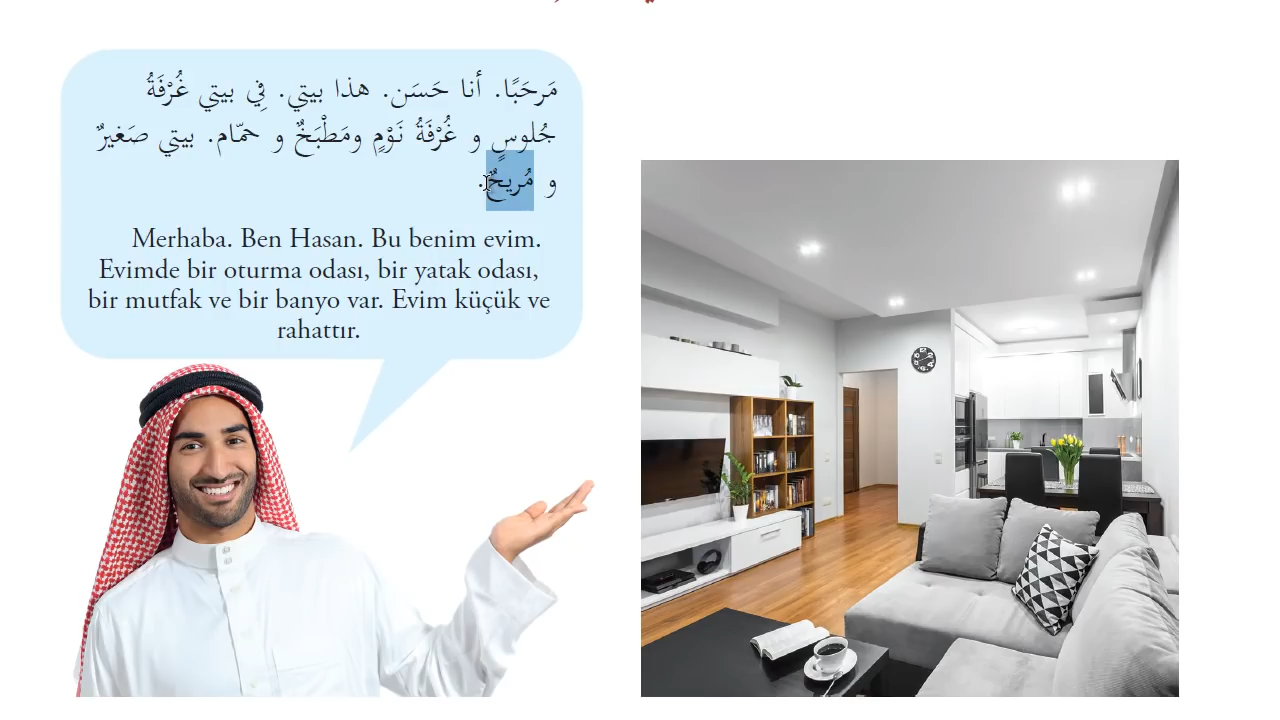 مَرحَبًا. أنا حَسَن. هذا بيتي. فِي بيتي غُرْفَةُ
جُلوسٍ و غُرْفَةُ نَوْمٍ ومَطْبَخٌ و حمّام. بيتي صَغيرٌ
و مُريحٌ.
Merhaba. Ben Hasan. Bu benim evim.
Evimde bir oturma odası, bir yatak odası,
bir mutfak ve bir banyo var. Evim küçük ve
rahattır.